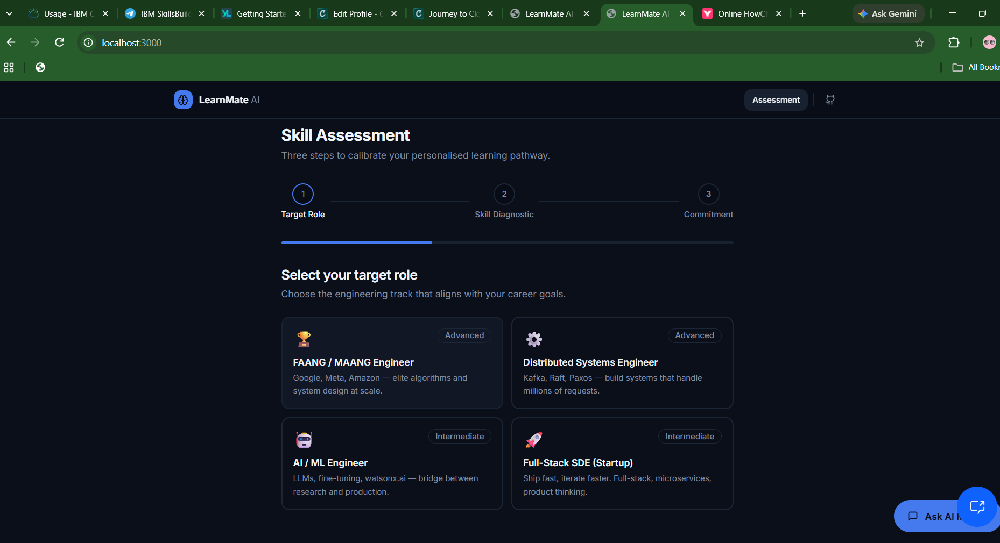 Usage - IBM C
IBM SkillsBuild
Getting Starte
Edit Profile - C
Journey to Clo
LearnMate AI
LearnMate AI
Online FlowCh
Ask Gemini
localhost:3000
All Bookr
LearnMate AI
Assessment
Skill Assessment
Three steps to calibrate your personalised learning pathway.
1
2
3
Target Role
Skill Diagnostic
Commitment
Select your target role
Choose the engineering track that aligns with your career goals.
Advanced
FAANG / MAANG Engineer
Google, Meta, Amazon — elite algorithms and
system design at scale.
Advanced
Distributed Systems Engineer
Kafka, Raft, Paxos — build systems that handle
millions of requests.
Intermediate
AI / ML Engineer
LLMs, fine-tuning, watsonx.ai — bridge between
research and production.
Intermediate
Full-Stack SDE (Startup)
Ship fast, iterate faster. Full-stack, microservices,
product thinking.
Ask AI